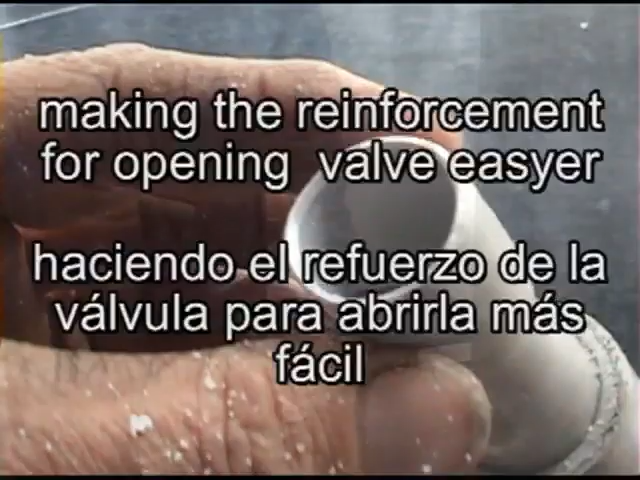 making the reinforcement
for opening  valve easyer
haciendo el refuerzo de la
válvula para abrirla más
fácil